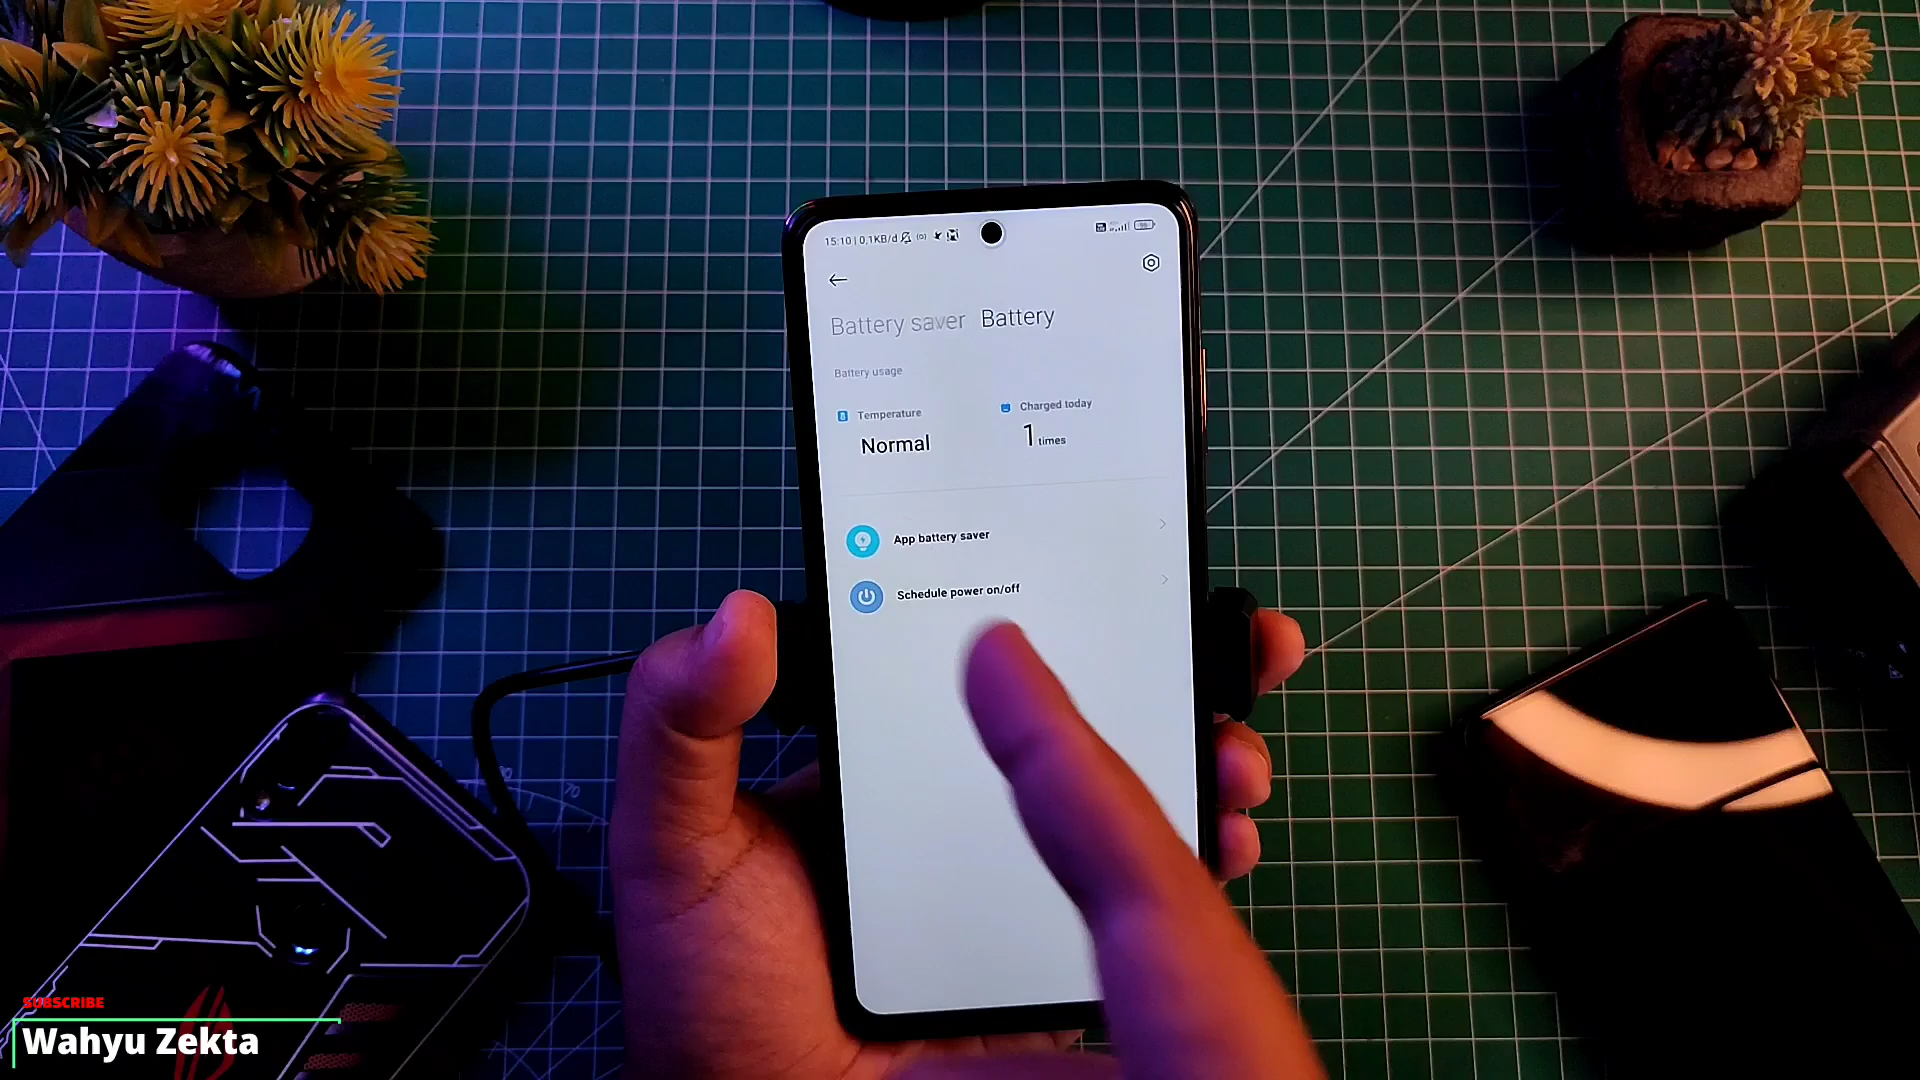 15:10 | 0,1KB/d
Battery saver Battery
Battery usage
Temperature
Charged today
Normal
1 times
App battery saver
Schedule power on/off
70
SUBSCRIBE
Wahyu Zekta